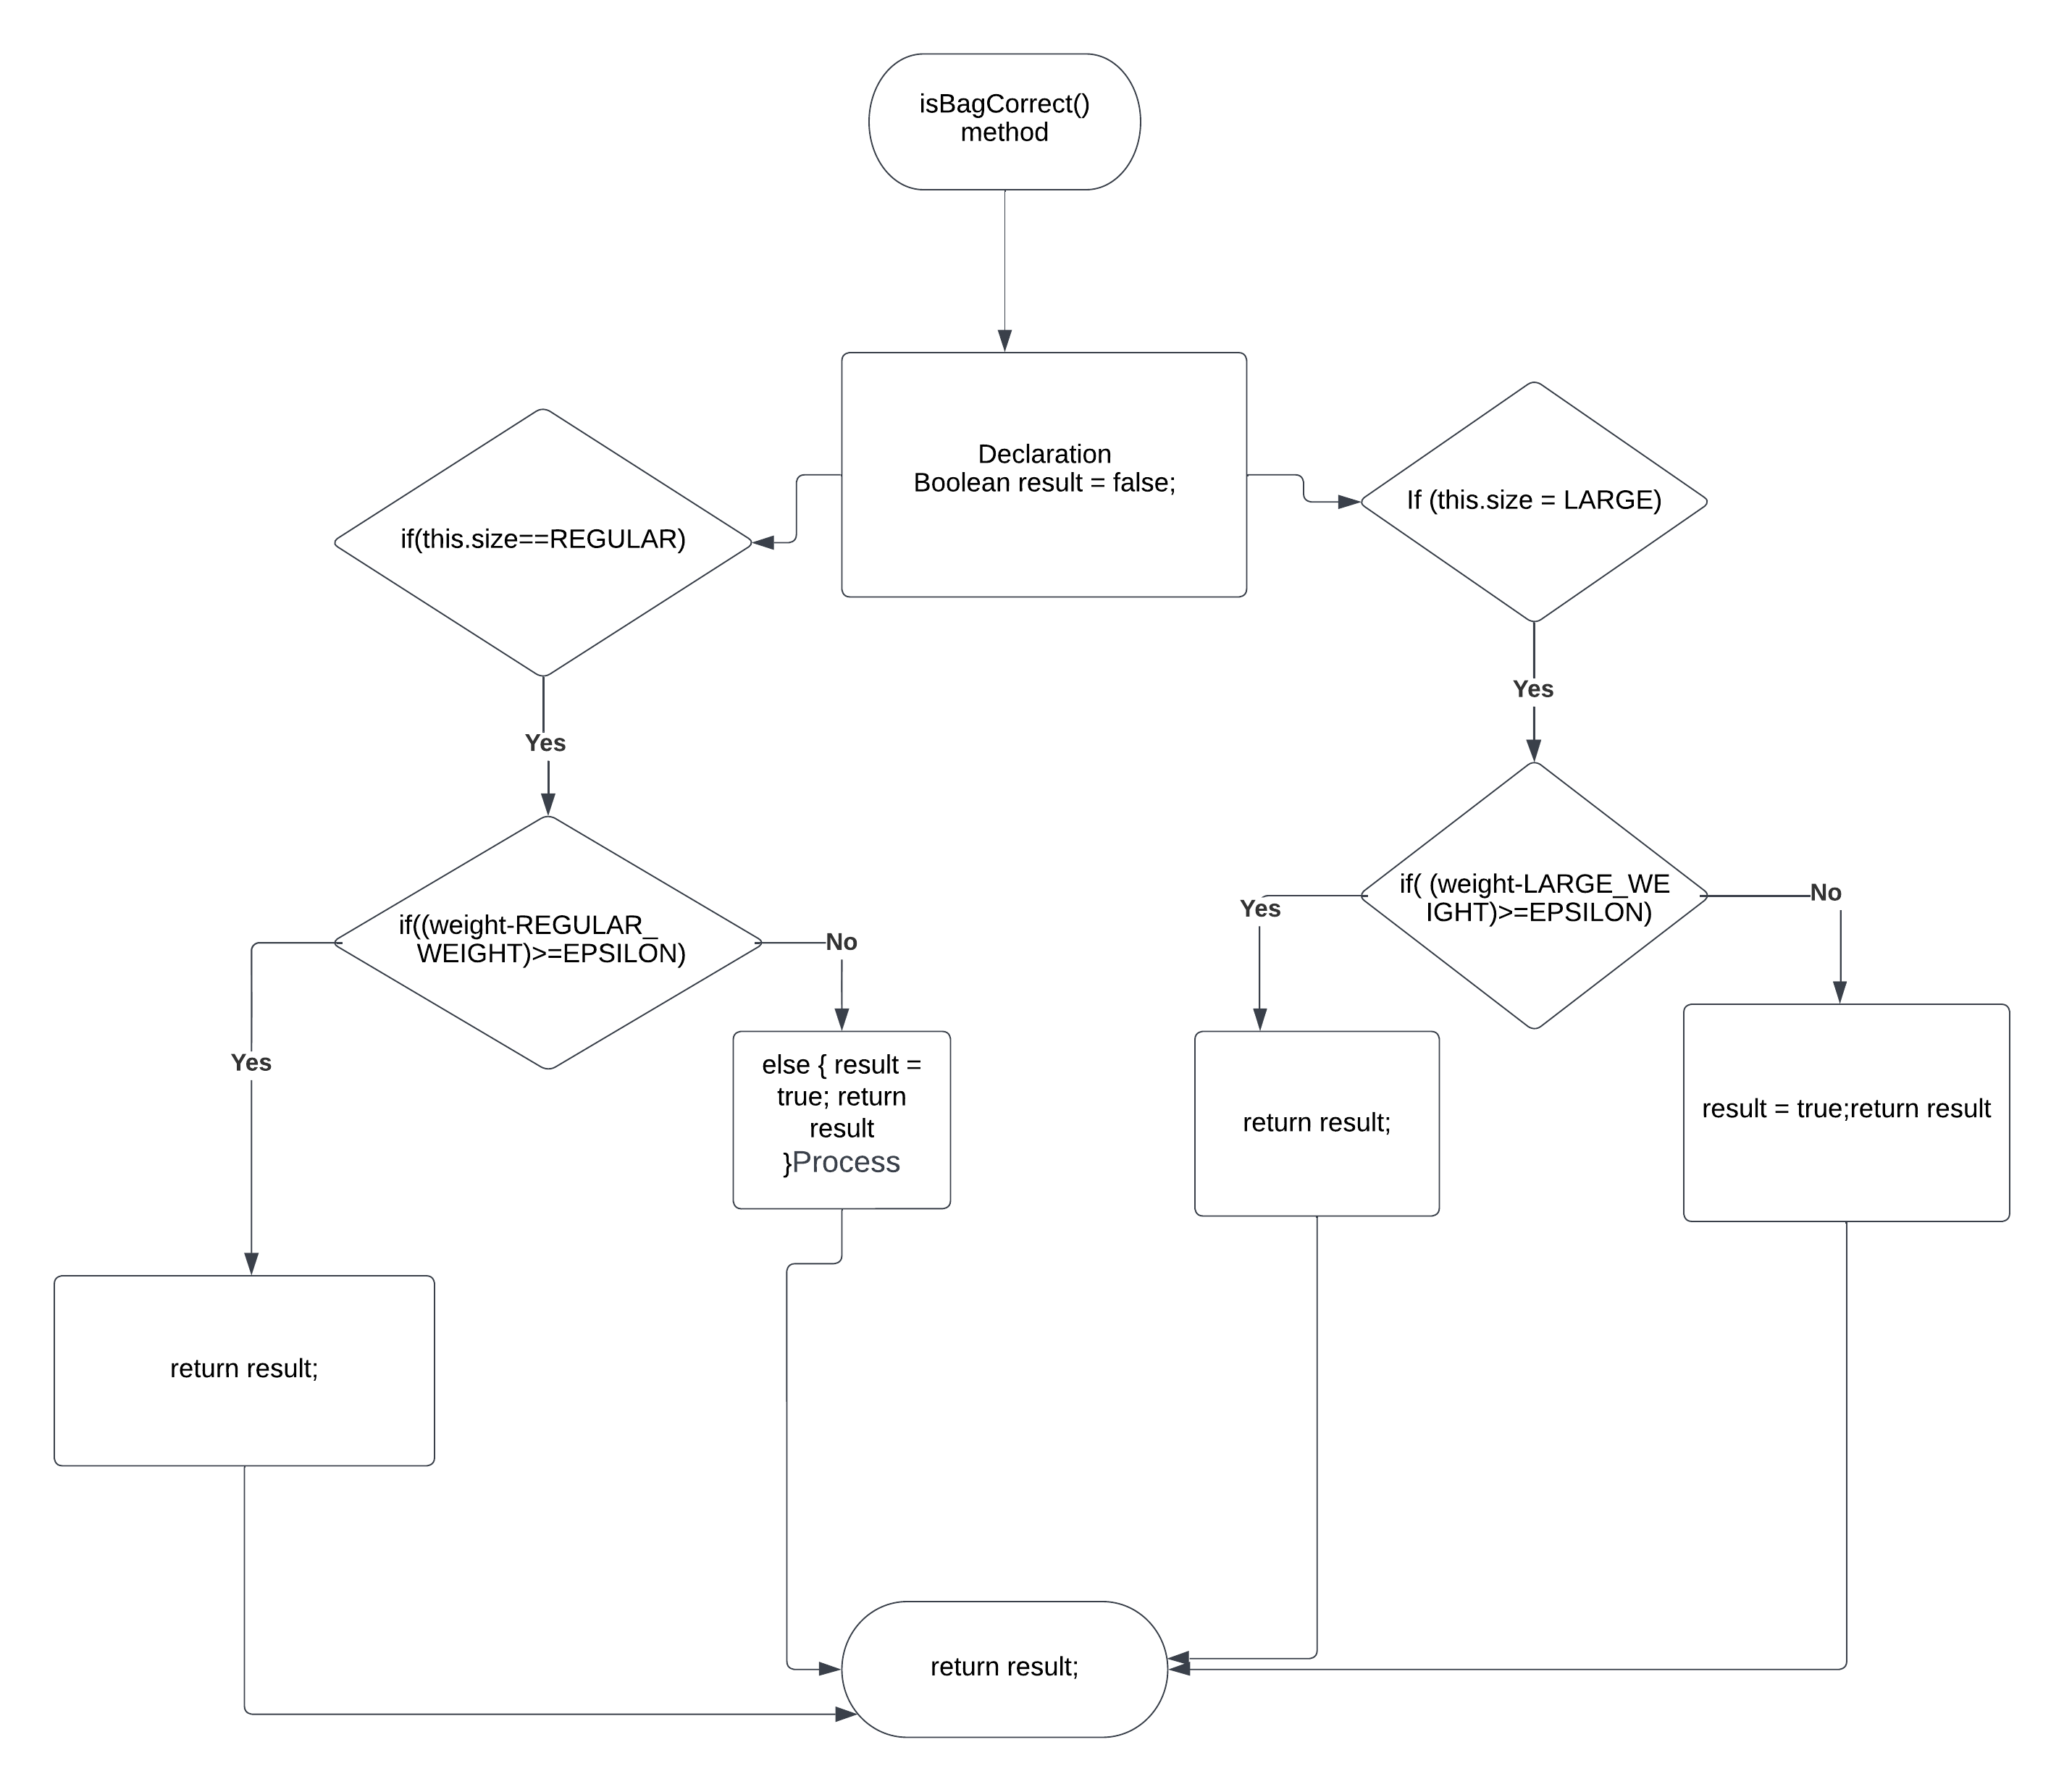 isBagCorrect()
method
Declaration
Boolean result = false;
if(this.size==REGULAR)
If (this.size = LARGE)
Yes
Yes
if((weight-REGULAR_
WEIGHT)>=EPSILON)
if( (weight-LARGE_WE
IGHT)>=EPSILON)
Yes
No
Yes
No
else { result =
true; return
result
}Process
return result;
result = true;return result
return result;
return result;